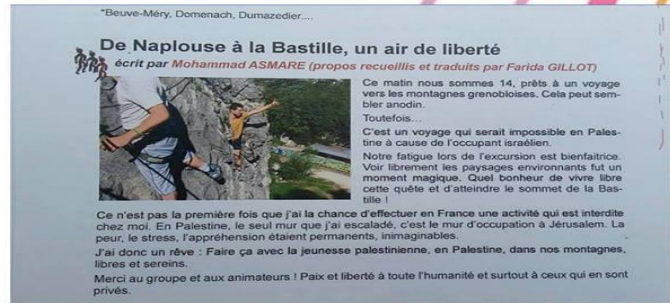 *Beuve-Méry, Domenach, Dumazedier....
De Naplouse à la Bastille, un air de liberté
écrit par Mohammad ASMARE (propos recueillis et traduits par Farida GILLOT)
Ce matin nous sommes 14, prêts à un voyage
vers les montagnes grenobloises. Cela peut sem-
bler anodin.
Toutefois…
C'est un voyage qui serait impossible en Pales-
tine à cause de l'occupant israélien.
Notre fatigue lors de l'excursion est bienfaitrice.
Voir librement les paysages environnants fut un
moment magique. Quel bonheur de vivre libre
cette quête et d'atteindre le sommet de la Bas-
tille !
Ce n'est pas la première fois que j'ai la chance d'effectuer en France une activité qui est interdite
chez moi. En Palestine, le seul mur que j'ai escaladé, c'est le mur d'occupation à Jérusalem. La
peur, le stress, l'appréhension étaient permanents, inimaginables.
J'ai donc un rêve : Faire ça avec la jeunesse palestinienne, en Palestine, dans nos montagnes,
libres et sereins.
Merci au groupe et aux animateurs ! Paix et liberté à toute l'humanité et surtout à ceux qui en sont
privés.